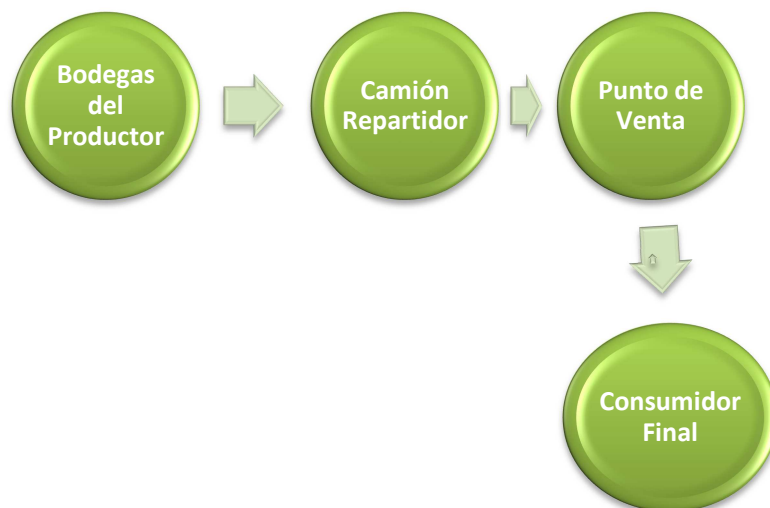 Bodegas
del
Productor
Camión
Repartidor
Punto de
Venta
Consumidor
Final